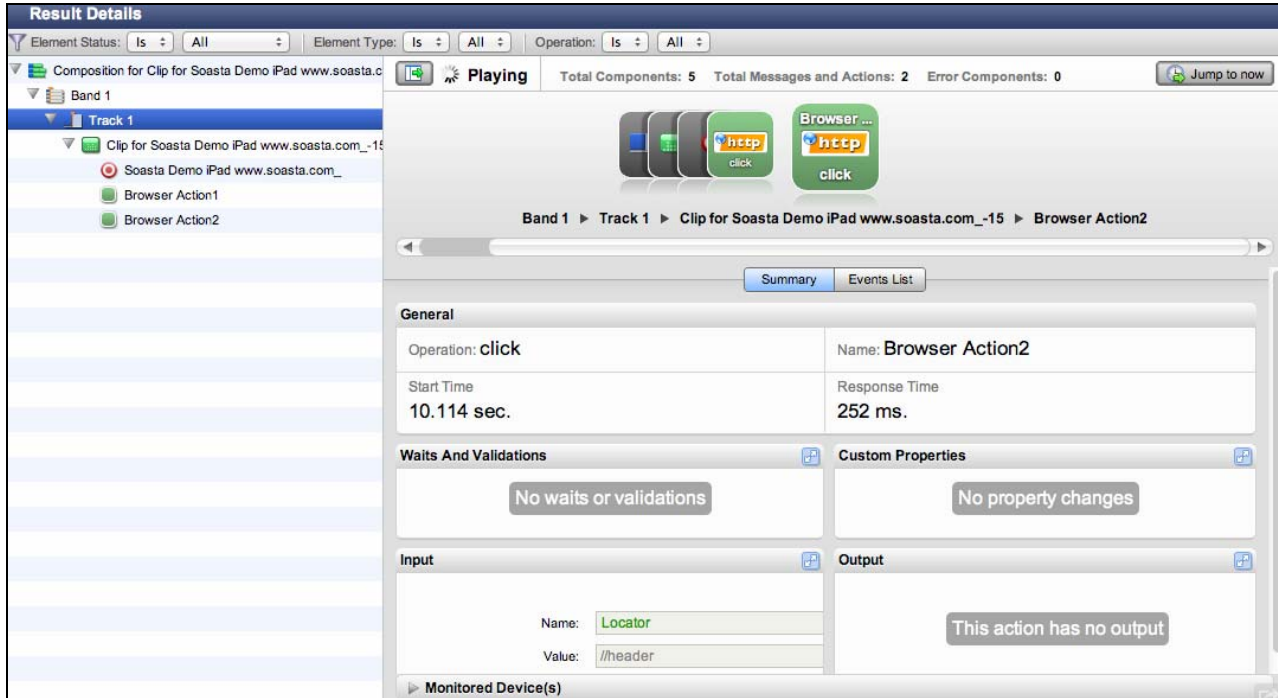 Result Details
Element Status: Is All Element Type: Is All Operation: Is All
Composition for Clip for Soasta Demo iPad www.soasta.c
Band 1
Track 1
Clip for Soasta Demo iPad www.soasta.com_-15
Soasta Demo iPad www.soasta.com_
Browser Action1
Browser Action2
Playing Total Components: 5 Total Messages and Actions: 2 Error Components: 0 Jump to now
http
click
Browser ...
http
click
Band 1 Track 1 Clip for Soasta Demo iPad www.soasta.com_-15 Browser Action2
Summary Events List
General
Operation: click Name: Browser Action2
Start Time Response Time
10.114 sec. 252 ms.
Waits And Validations Custom Properties
No waits or validations No property changes
Input Output
Name: Locator
This action has no output
Value: //header
Monitored Device(s)